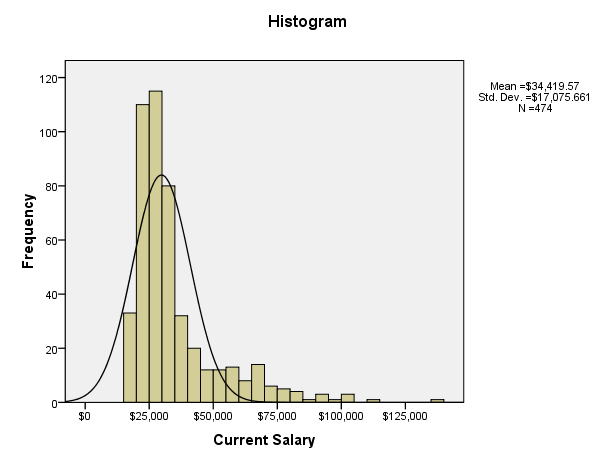 Histogram
Mean =$34,419.57
Std. Dev. =$17,075.661
N =474
120
100
80
60
40
20
0
Frequency
$0
$25,000
$50,000
$75,000
$100,000
$125,000
Current Salary